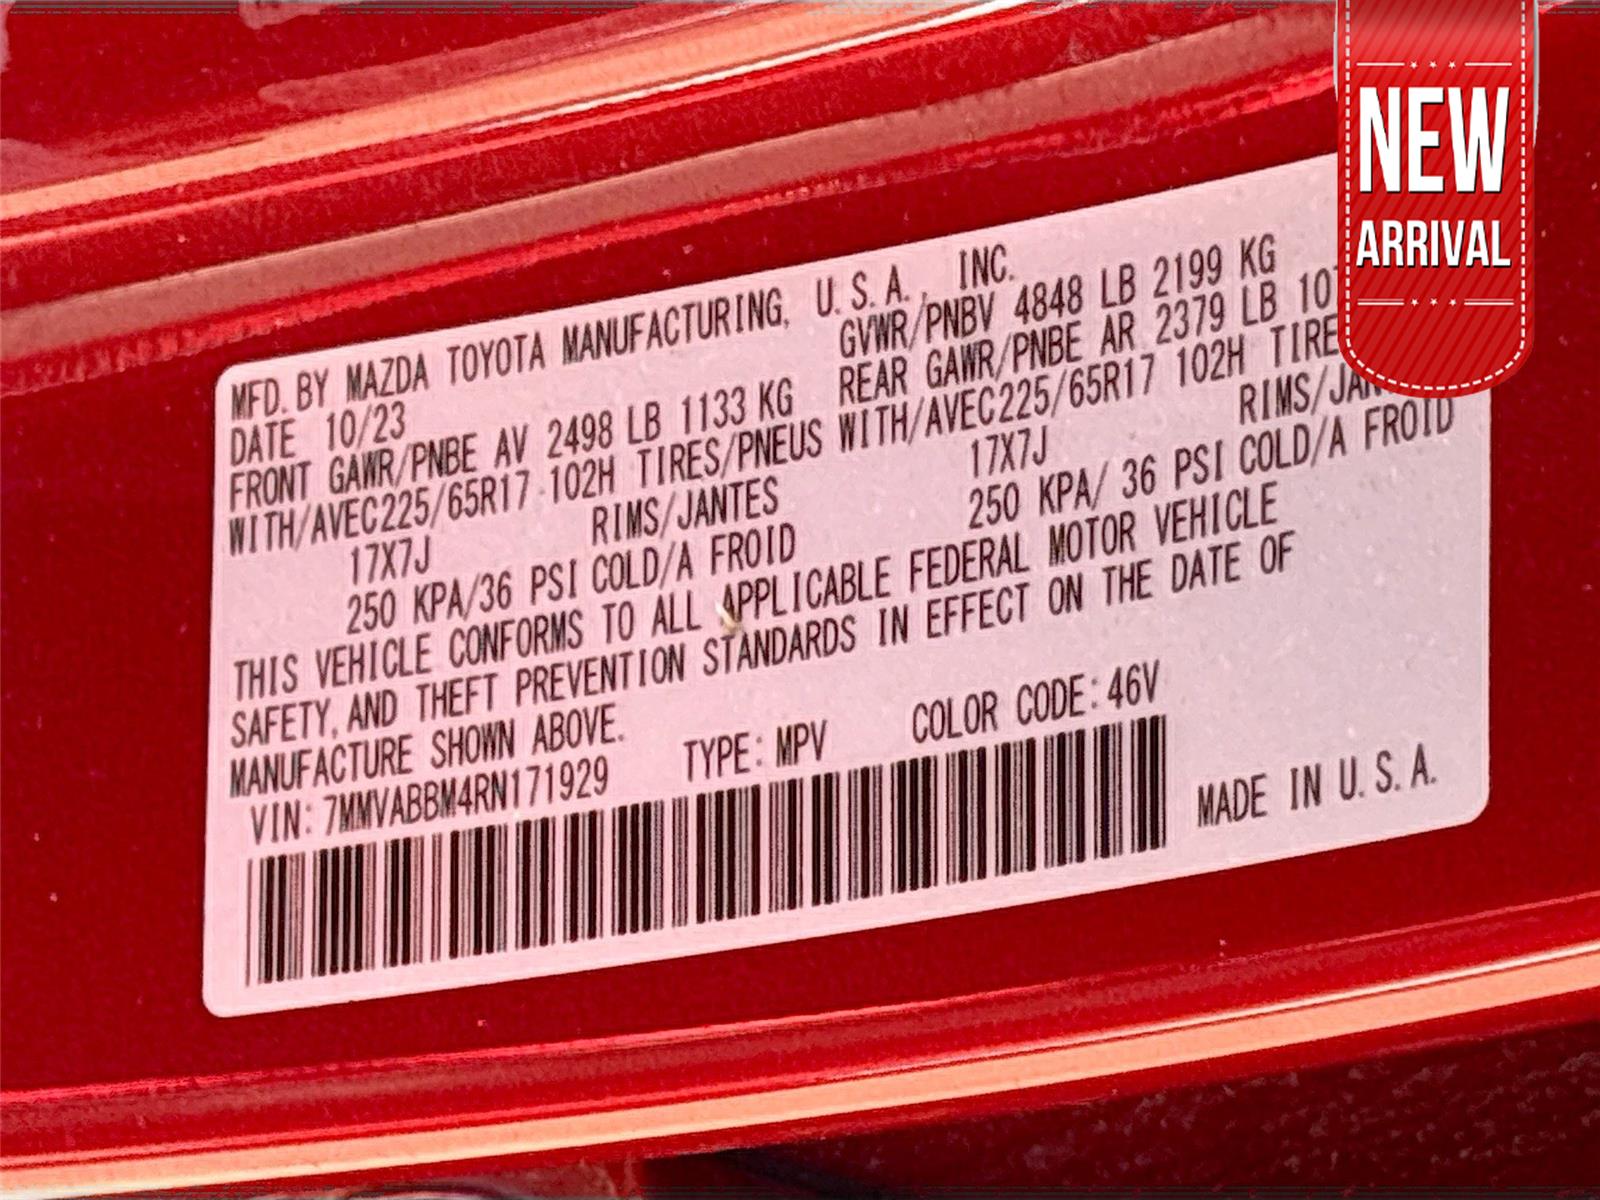 NEW
ARRIVAL
MFD. BY MAZDA TOYOTA MANUFACTURING, U.S.A., INC.
DATE 10/23 GVWR/PNBV 4848 LB 2199 KG
FRONT GAWR/PNBE AV 2498 LB 1133 KG REAR GAWR/PNBE AR 2379 LB
WITH/AVEC225/65R17 102H TIRES/PNEUS WITH/AVEC225/65R17 102H
RIMS/JANTES
17X7J 17X7J
250 KPA/36 PSI COLD/A FROID 250 KPA/ 36 PSI COLD/A FROID
THIS VEHICLE CONFORMS TO ALL APPLICABLE FEDERAL MOTOR VEHICLE
SAFETY, AND THEFT PREVENTION STANDARDS IN EFFECT ON THE DATE OF
MANUFACTURE SHOWN ABOVE.
VIN: 7MMVABBM4RN171929 TYPE: MPV COLOR CODE: 46V
MADE IN U.S.A.